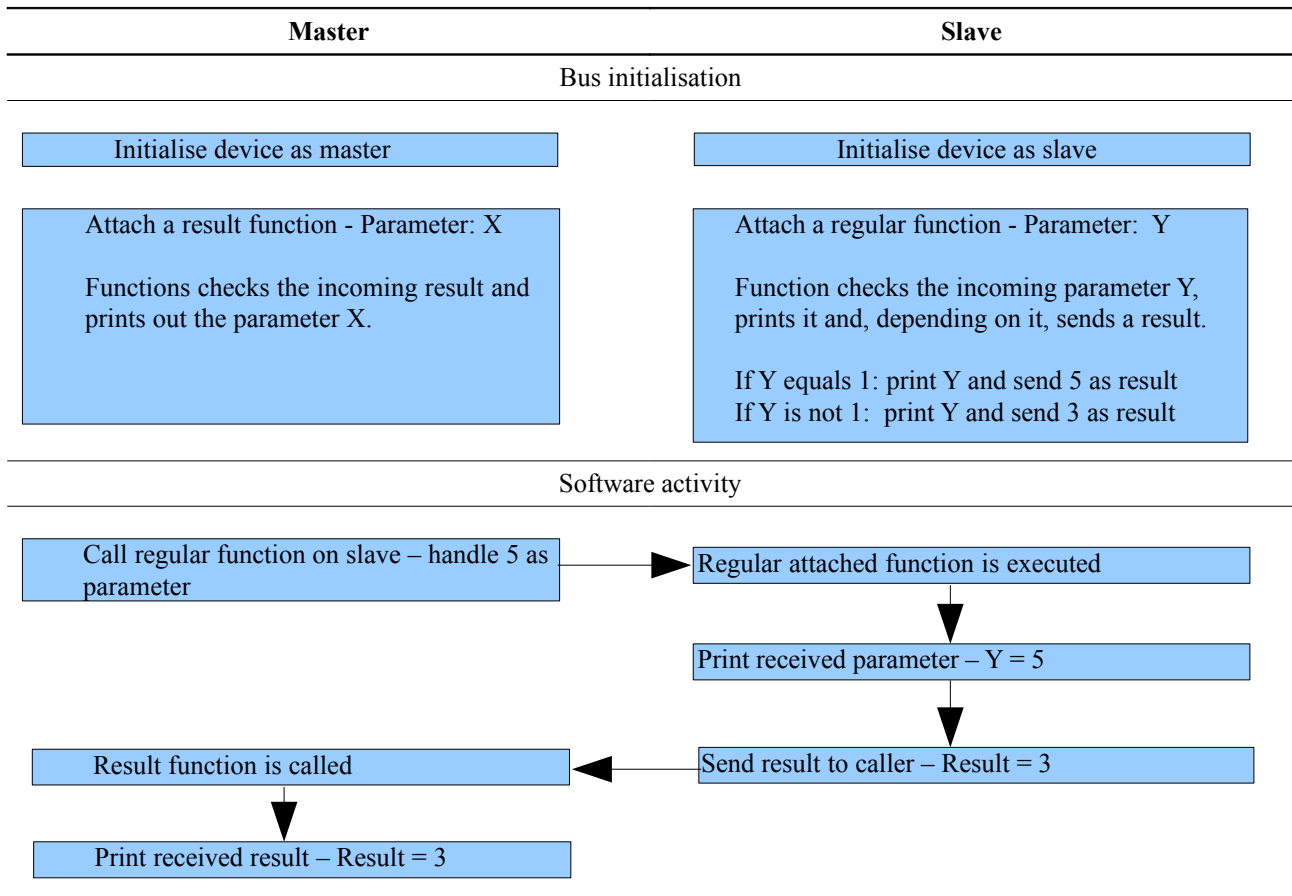 Master
Slave
Bus initialisation
Initialise device as master
Initialise device as slave
Attach a result function - Parameter: X
Functions checks the incoming result and
prints out the parameter X.
Attach a regular function - Parameter:  Y
Function checks the incoming parameter Y,
prints it and, depending on it, sends a result.
If Y equals 1: print Y and send 5 as result
If Y is not 1:  print Y and send 3 as result
Software activity
Call regular function on slave – handle 5 as
parameter
Regular attached function is executed
Print received parameter – Y = 5
Send result to caller – Result = 3
Result function is called
Print received result – Result = 3